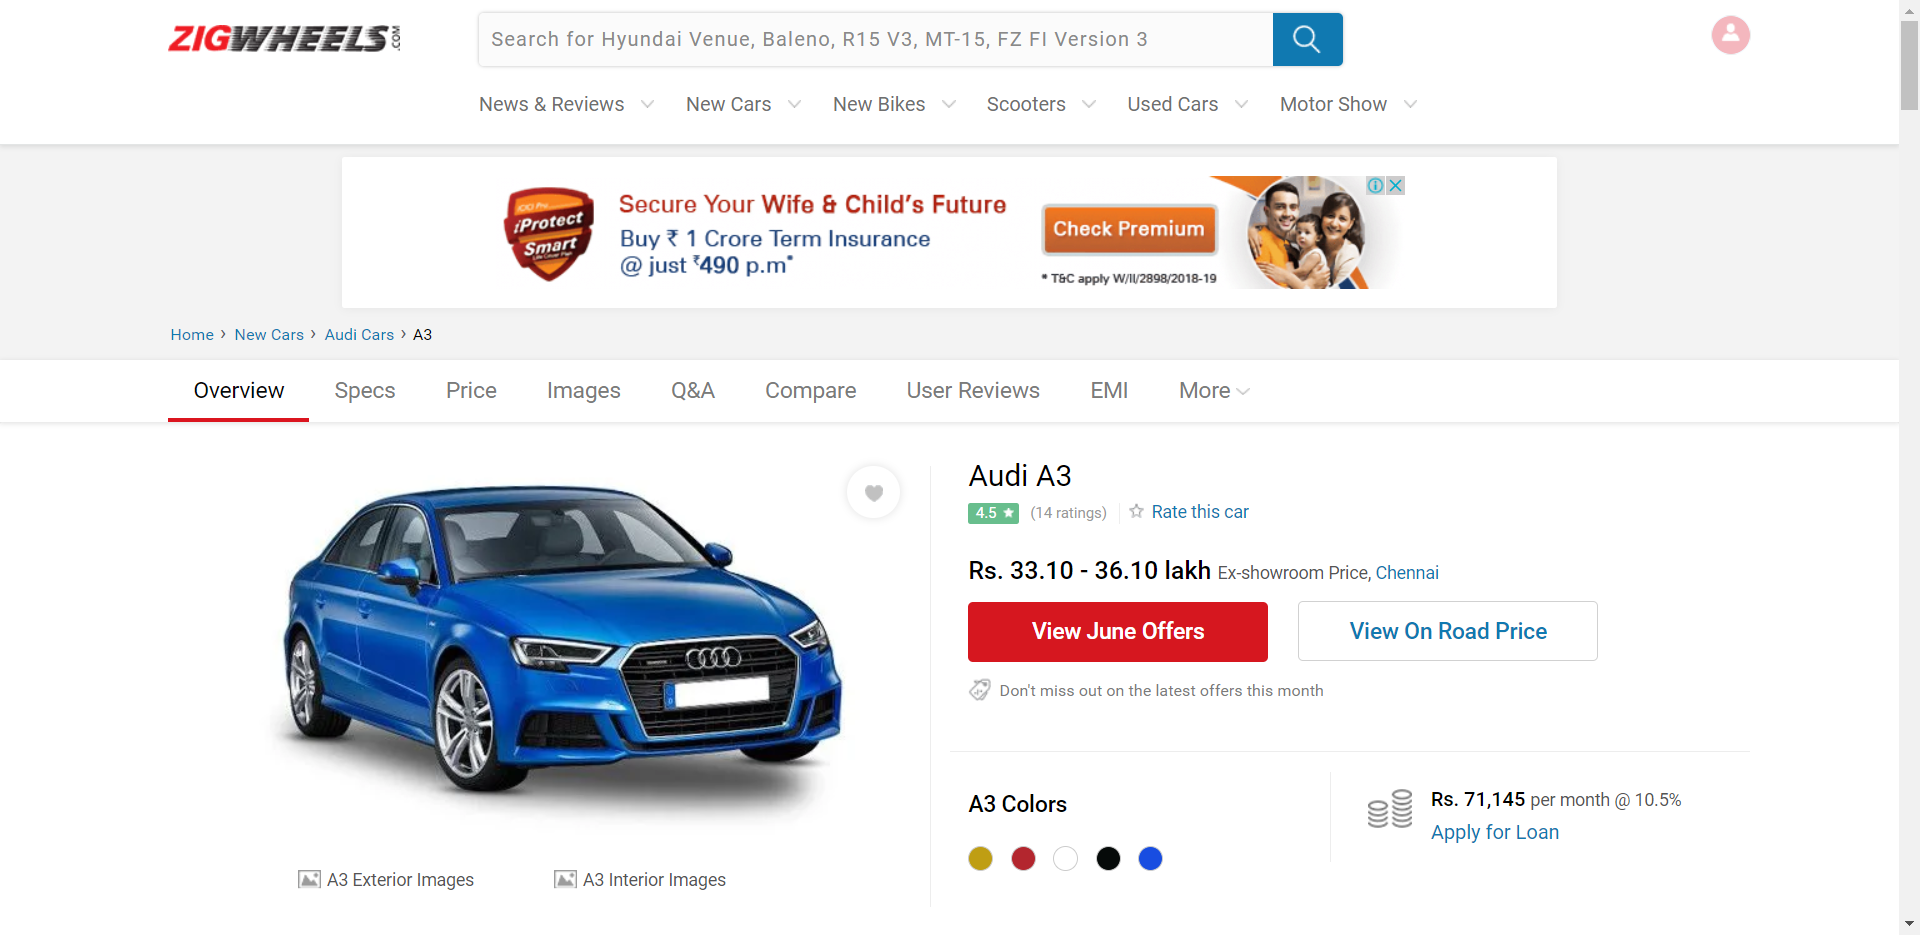 ZIGWHEELS.COM
Search for Hyundai Venue, Baleno, R15 V3, MT-15, FZ FI Version 3
News & Reviews New Cars New Bikes Scooters Used Cars Motor Show
ICICI Pru
iProtect
Smart
Secure Your Wife & Child's Future
Buy ₹ 1 Crore Term Insurance
@ just ₹490 p.m*
Check Premium
* T&C apply W/II/2898/2018-19
Home › New Cars › Audi Cars › A3
Overview Specs Price Images Q&A Compare User Reviews EMI More
Audi A3
4.5 ★ (14 ratings) Rate this car
Rs. 33.10 - 36.10 lakh Ex-showroom Price, Chennai
View June Offers View On Road Price
Don't miss out on the latest offers this month
A3 Colors
Rs. 71,145 per month @ 10.5%
Apply for Loan
A3 Exterior Images A3 Interior Images